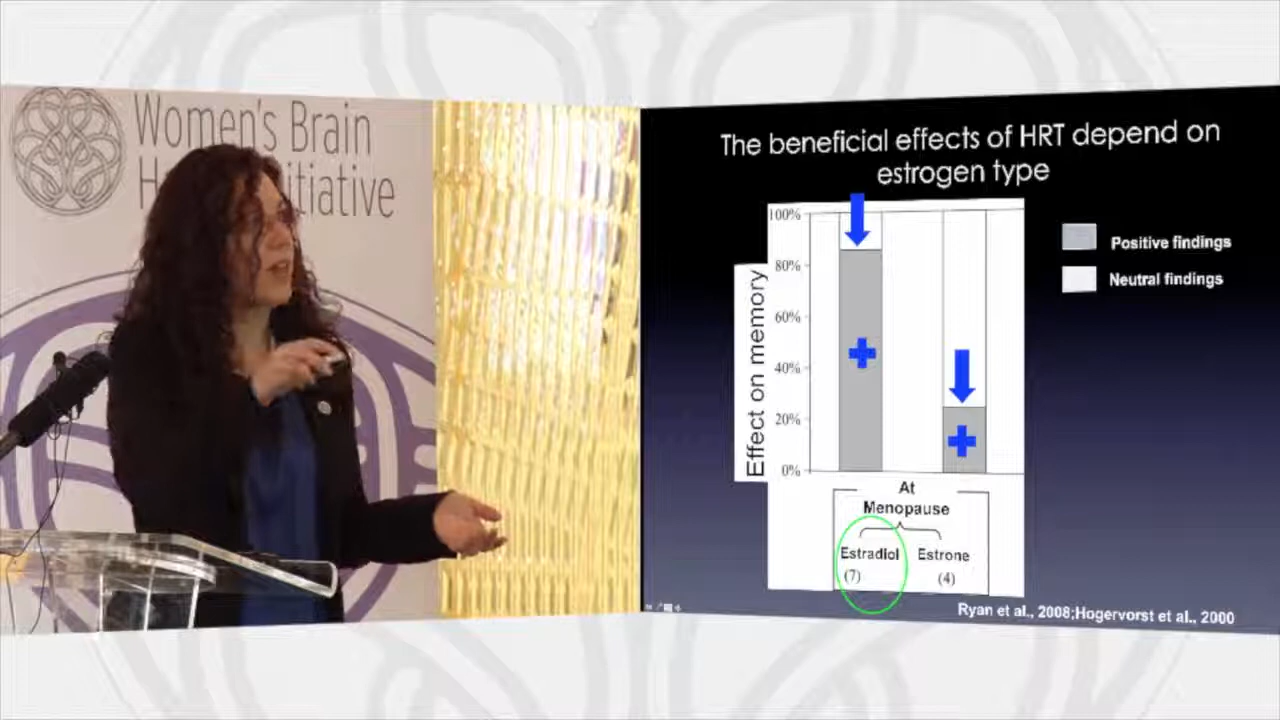 Women's Brain
H itiative
The beneficial effects of HRT depend on
estrogen type
100%
80%
60%
40%
20%
0%
Effect on memory
Positive findings
Neutral findings
At
Menopause
Estradiol Estrone
(7) (4)
Ryan et al., 2008;Hogervorst et al., 2000